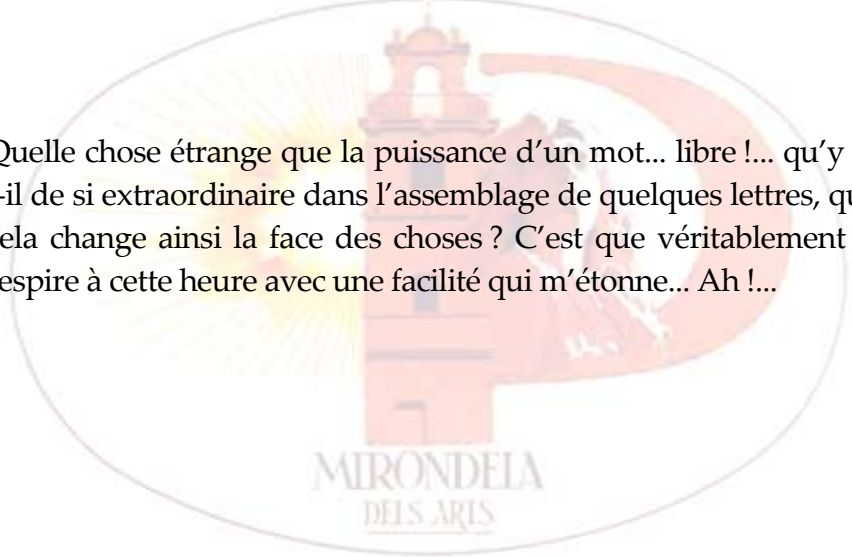 Quelle chose étrange que la puissance d’un mot... libre !... qu’y
-il de si extraordinaire dans l’assemblage de quelques lettres, qu
ela change ainsi la face des choses ? C’est que véritablement
espire à cette heure avec une facilité qui m’étonne... Ah !...
MIRONDELA
DELS ARTS